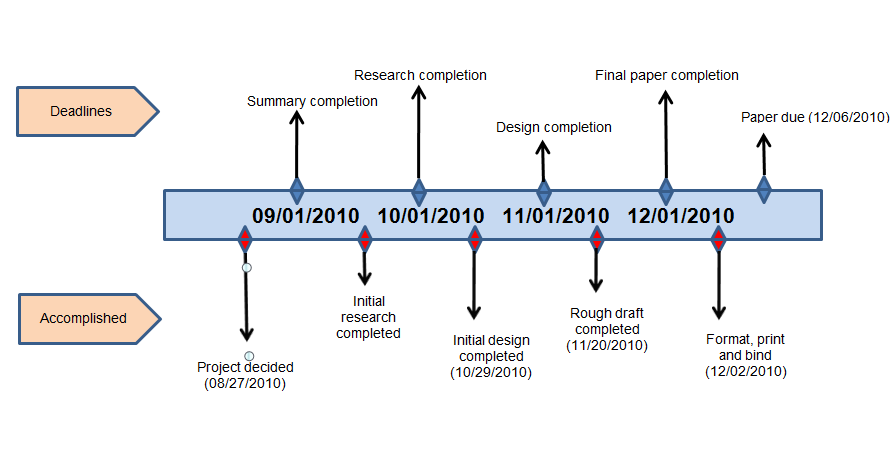 Research completion
Final paper completion
Summary completion
Deadlines
Paper due (12/06/2010)
Design completion
09/01/2010 10/01/2010 11/01/2010 12/01/2010
Accomplished
Initial
research
completed
Rough draft
completed
(11/20/2010)
Initial design
completed
(10/29/2010)
Format, print
and bind
(12/02/2010)
Project decided
(08/27/2010)